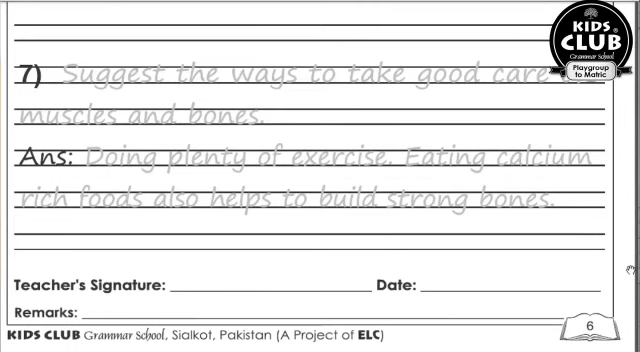 KIDS
CLUB
Grammar School
Playgroup
to Matric
7) Suggest the ways to take good care
muscles and bones.
Ans: Doing plenty of exercise. Eating calcium
rich foods also helps to build strong bones.
Teacher's Signature: Date:
Remarks:
6
KIDS CLUB Grammar School, Sialkot, Pakistan (A Project of ELC)